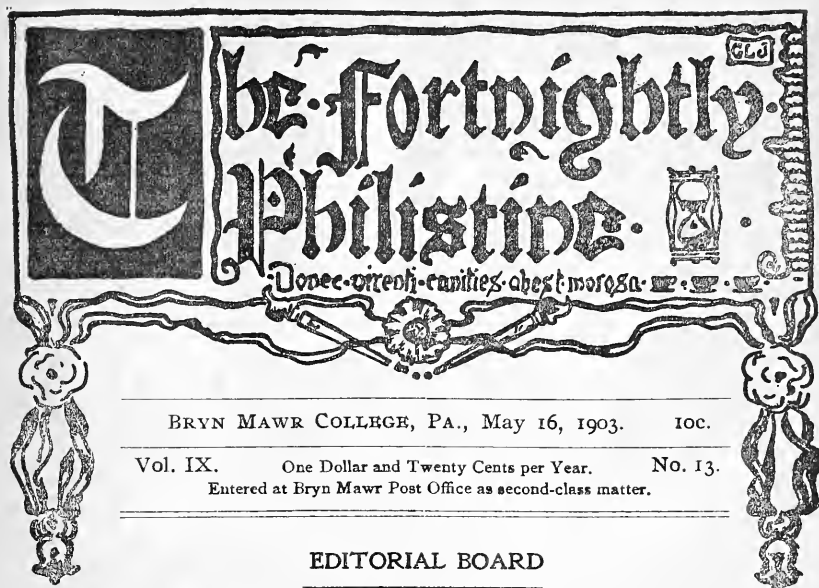 GLJ
The · Fortnightly ·
Philistine ·
· Donec · virenti · canities · abest · morosa ·
BRYN MAWR COLLEGE, PA., May 16, 1903. 10c.
Vol. IX. One Dollar and Twenty Cents per Year. No. 13.
Entered at Bryn Mawr Post Office as second-class matter.
EDITORIAL BOARD